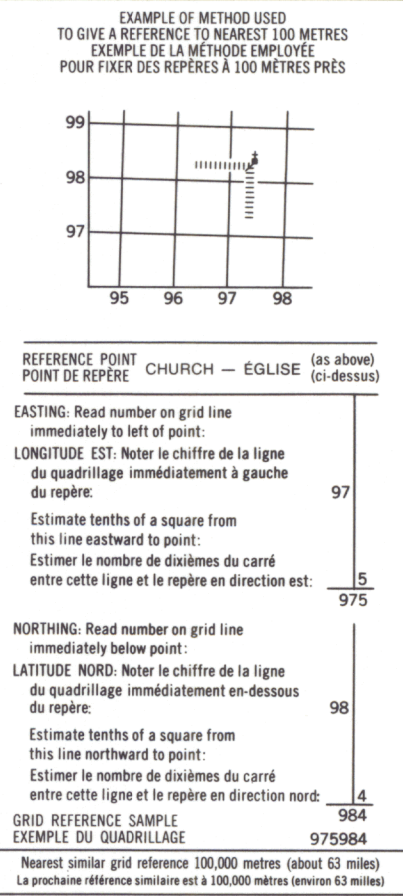 EXAMPLE OF METHOD USED
TO GIVE A REFERENCE TO NEAREST 100 METRES
EXEMPLE DE LA MÉTHODE EMPLOYÉE
POUR FIXER DES REPÈRES À 100 MÈTRES PRÈS
99
98
97
95 96 97 98
REFERENCE POINT
POINT DE REPÈRE
CHURCH — ÉGLISE
(as above)
(ci-dessus)
EASTING: Read number on grid line
immediately to left of point:
LONGITUDE EST: Noter le chiffre de la ligne
du quadrillage immédiatement à gauche
du repère: 97
Estimate tenths of a square from
this line eastward to point:
Estimer le nombre de dixièmes du carré
entre cette ligne et le repère en direction est: 5
975
NORTHING: Read number on grid line
immediately below point:
LATITUDE NORD: Noter le chiffre de la ligne
du quadrillage immédiatement en-dessous
du repère: 98
Estimate tenths of a square from
this line northward to point:
Estimer le nombre de dixièmes du carré
entre cette ligne et le repère en direction nord: 4
984
GRID REFERENCE SAMPLE
EXEMPLE DU QUADRILLAGE 975984
Nearest similar grid reference 100,000 metres (about 63 miles)
La prochaine référence similaire est à 100,000 mètres (environ 63 milles)